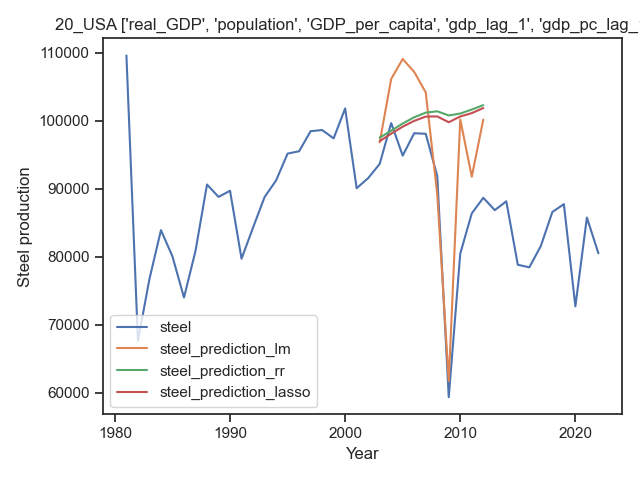 20_USA ['real_GDP', 'population', 'GDP_per_capita', 'gdp_lag_1', 'gdp_pc_lag_
110000
100000
90000
80000
70000
60000
Steel production
steel
steel_prediction_lm
steel_prediction_rr
steel_prediction_lasso
1980
1990
2000
2010
2020
Year